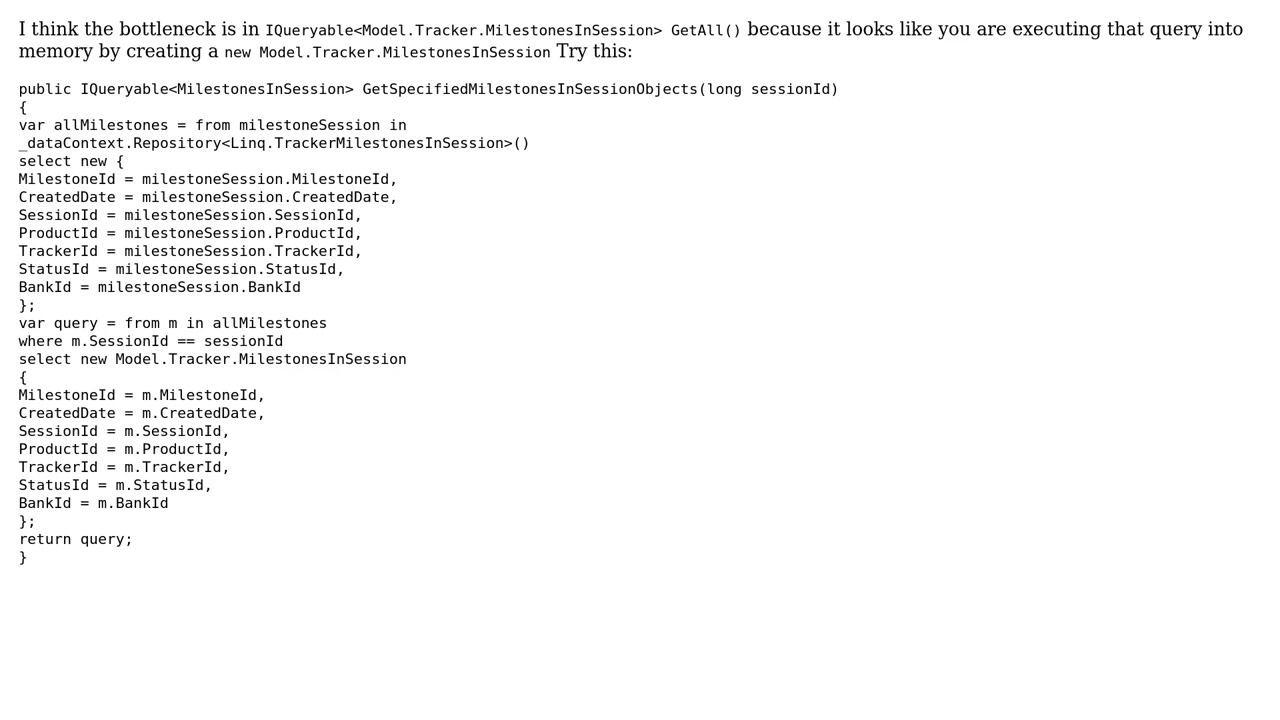 I think the bottleneck is in IQueryable<Model.Tracker.MilestonesInSession> GetAll() because it looks like you are executing that query into
memory by creating a new Model.Tracker.MilestonesInSession Try this:
public IQueryable<MilestonesInSession> GetSpecifiedMilestonesInSessionObjects(long sessionId)
{
var allMilestones = from milestoneSession in
_dataContext.Repository<Linq.TrackerMilestonesInSession>()
select new {
MilestoneId = milestoneSession.MilestoneId,
CreatedDate = milestoneSession.CreatedDate,
SessionId = milestoneSession.SessionId,
ProductId = milestoneSession.ProductId,
TrackerId = milestoneSession.TrackerId,
StatusId = milestoneSession.StatusId,
BankId = milestoneSession.BankId
};
var query = from m in allMilestones
where m.SessionId == sessionId
select new Model.Tracker.MilestonesInSession
{
MilestoneId = m.MilestoneId,
CreatedDate = m.CreatedDate,
SessionId = m.SessionId,
ProductId = m.ProductId,
TrackerId = m.TrackerId,
StatusId = m.StatusId,
BankId = m.BankId
};
return query;
}